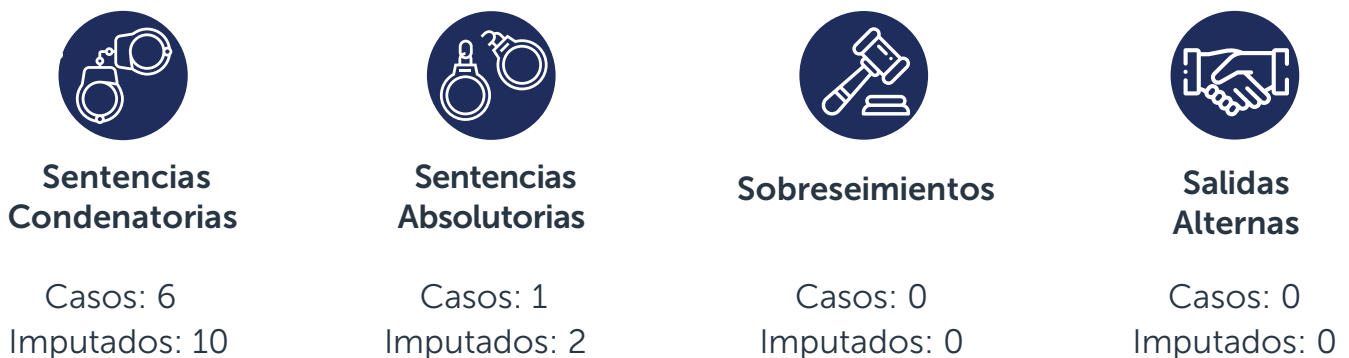 Sentencias
Condenatorias
Casos: 6
Imputados: 10
Sentencias
Absolutorias
Casos: 1
Imputados: 2
Sobreseimientos
Casos: 0
Imputados: 0
Salidas
Alternas
Casos: 0
Imputados: 0